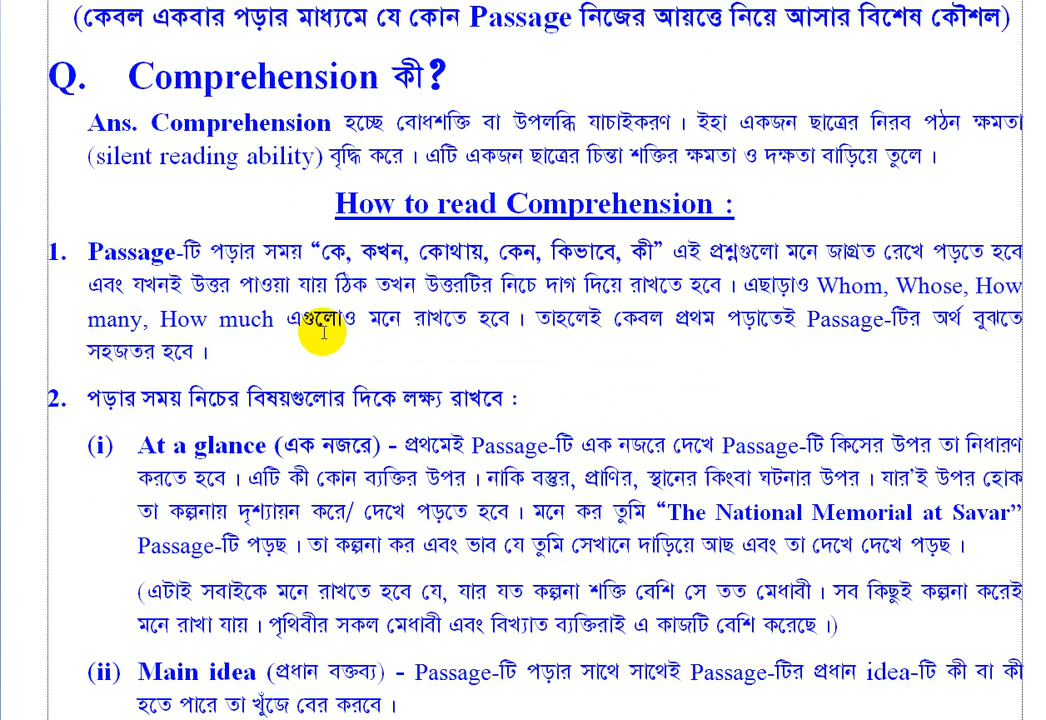 (কেবল একবার পড়ার মাধ্যমে যে কোন Passage নিজের আয়ত্তে নিয়ে আসার বিশেষ কৌশল)
Q. Comprehension কী?
Ans. Comprehension হচ্ছে বোধশক্তি বা উপলব্ধি যাচাইকরণ। ইহা একজন ছাত্রের নিরব পঠন ক্ষমতা
(silent reading ability) বৃদ্ধি করে। এটি একজন ছাত্রের চিন্তা শক্তির ক্ষমতা ও দক্ষতা বাড়িয়ে তুলে।
How to read Comprehension :
1. Passage-টি পড়ার সময় “কে, কখন, কোথায়, কেন, কিভাবে, কী” এই প্রশ্নগুলো মনে জাগ্রত রেখে পড়তে হবে
এবং যখনই উত্তর পাওয়া যায় ঠিক তখন উত্তরটির নিচে দাগ দিয়ে রাখতে হবে। এছাড়াও Whom, Whose, How
many, How much এগুলোও মনে রাখতে হবে। তাহলেই কেবল প্রথম পড়াতেই Passage-টির অর্থ বুঝতে
সহজতর হবে।
2. পড়ার সময় নিচের বিষয়গুলোর দিকে লক্ষ্য রাখবে :
(i) At a glance (এক নজরে) - প্রথমেই Passage-টি এক নজরে দেখে Passage-টি কিসের উপর তা নিধারণ
করতে হবে। এটি কী কোন ব্যক্তির উপর। নাকি বস্তুর, প্রাণির, স্থানের কিংবা ঘটনার উপর। যার'ই উপর হোক
তা কল্পনায় দৃশ্যায়ন করে/ দেখে পড়তে হবে। মনে কর তুমি “The National Memorial at Savar”
Passage-টি পড়ছ। তা কল্পনা কর এবং ভাব যে তুমি সেখানে দাড়িয়ে আছ এবং তা দেখে দেখে পড়ছ।
(এটাই সবাইকে মনে রাখতে হবে যে, যার যত কল্পনা শক্তি বেশি সে তত মেধাবী। সব কিছুই কল্পনা করেই
মনে রাখা যায়। পৃথিবীর সকল মেধাবী এবং বিখ্যাত ব্যক্তিরাই এ কাজটি বেশি করেছে।)
(ii) Main idea (প্রধান বক্তব্য) - Passage-টি পড়ার সাথে সাথেই Passage-টির প্রধান idea-টি কী বা কী
হতে পারে তা খুঁজে বের করবে।